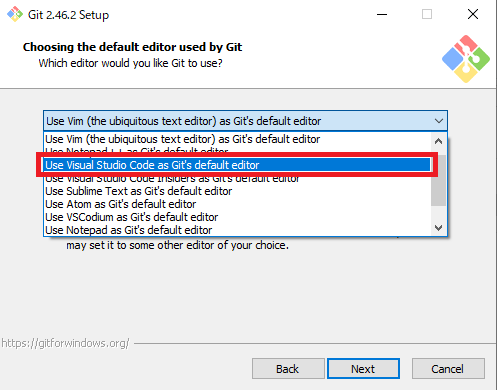 Git 2.46.2 Setup
Choosing the default editor used by Git
Which editor would you like Git to use?
Use Vim (the ubiquitous text editor) as Git's default editor
Use Vim (the ubiquitous text editor) as Git's default editor
Use Notepad++ as Git's default editor
Use Visual Studio Code as Git's default editor
Use Visual Studio Code Insiders as Git's default editor
Use Sublime Text as Git's default editor
Use Atom as Git's default editor
Use VSCodium as Git's default editor
Use Notepad as Git's default editor
may set it to some other editor of your choice.
https://gitforwindows.org/
Back
Next
Cancel